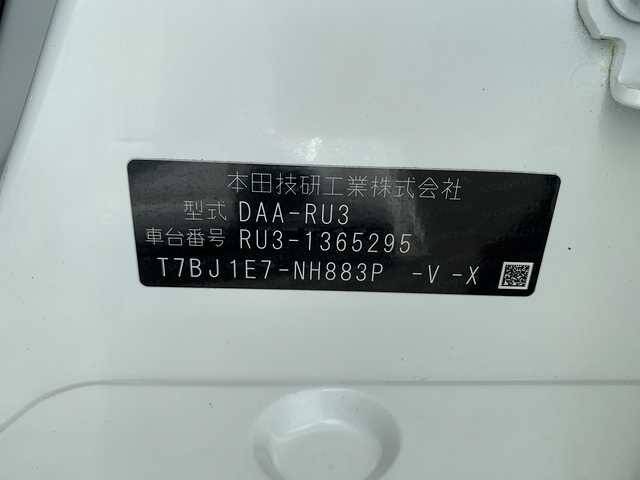 本田技研工業株式会社
型式 DAA-RU3
車台番号 RU3-1365295
T7BJ1E7-NH883P -V -X